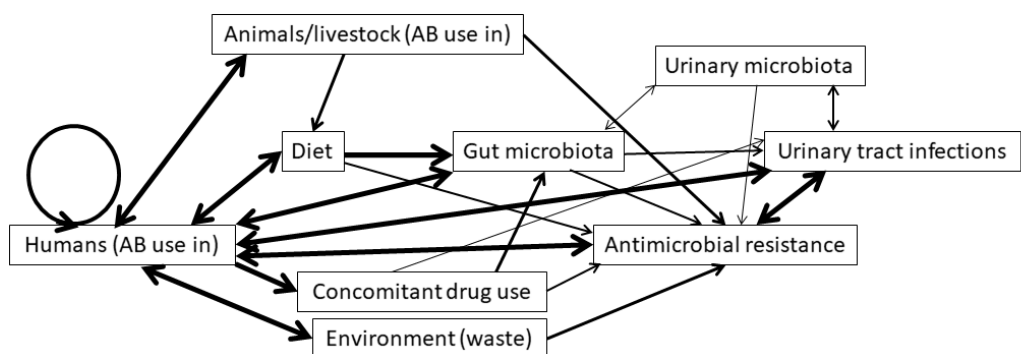 Animals/livestock (AB use in)
Urinary microbiota
Diet
Gut microbiota
Urinary tract infections
Humans (AB use in)
Antimicrobial resistance
Concomitant drug use
Environment (waste)